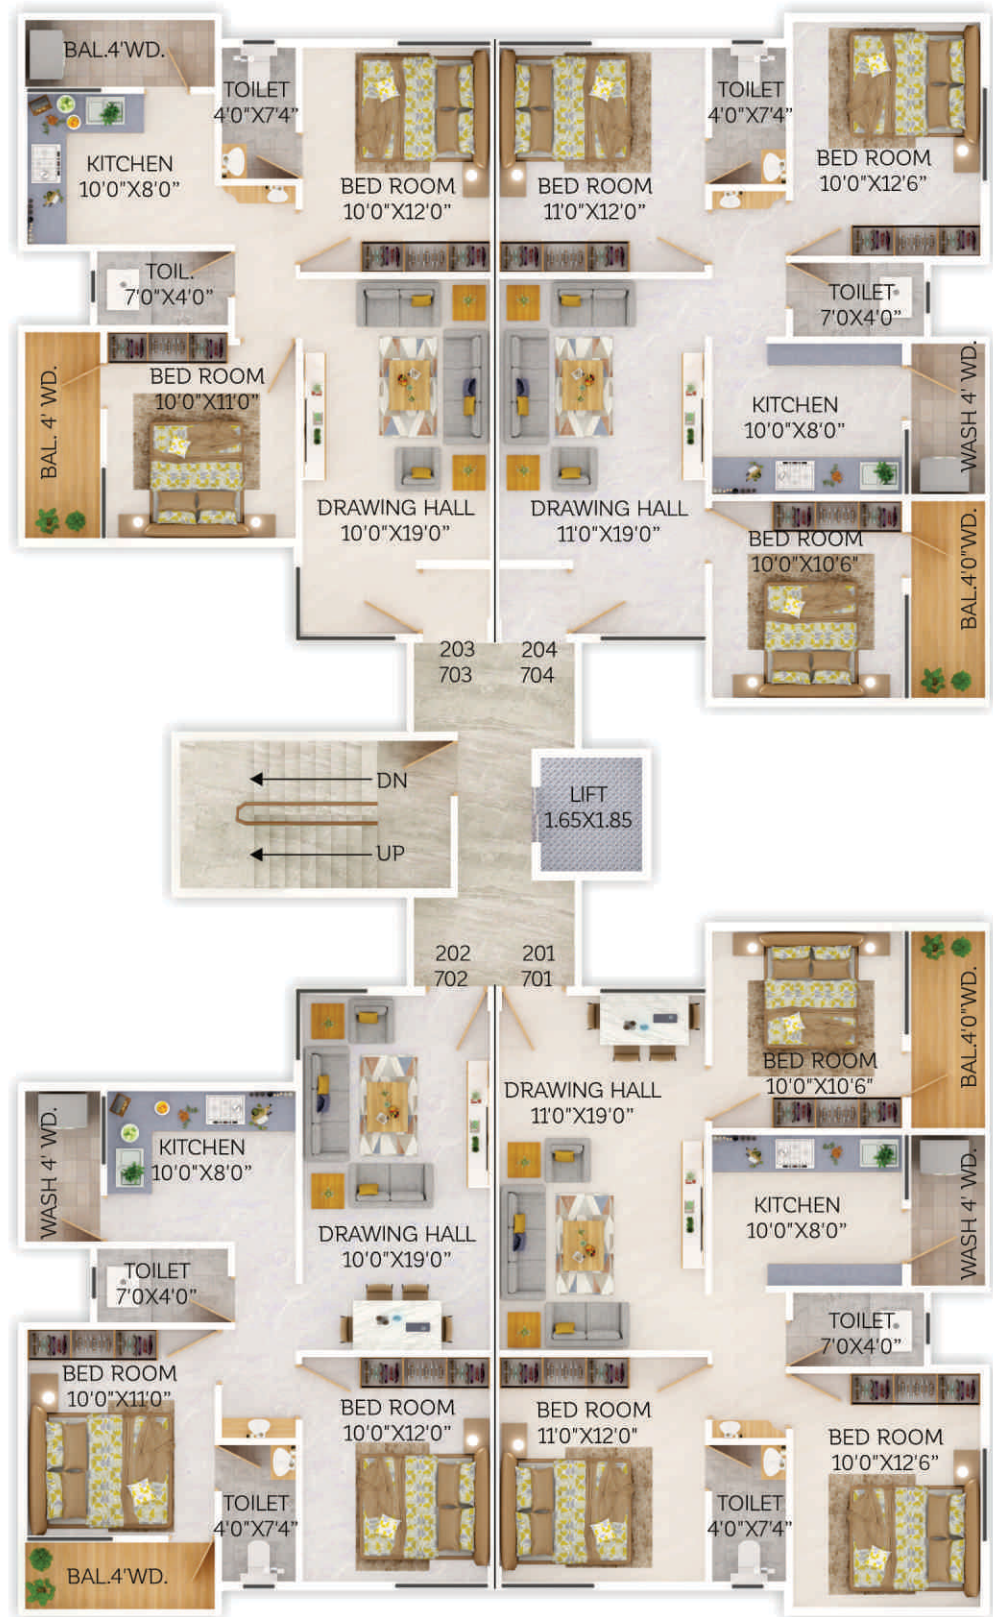 BAL.4'WD.
TOILET
4'0"X7'4"
KITCHEN
10'0"X8'0"
BED ROOM
10'0"X12'0"
TOIL.
7'0"X4'0"
BED ROOM
10'0"X11'0"
BAL. 4' WD.
DRAWING HALL
10'0"X19'0"
BED ROOM
11'0"X12'0"
TOILET
4'0"X7'4"
BED ROOM
10'0"X12'6"
TOILET
7'0X4'0"
KITCHEN
10'0"X8'0"
WASH 4' WD.
DRAWING HALL
11'0"X19'0"
BED ROOM
10'0"X10'6"
BAL.4'0"WD.
203
703
204
704
DN
UP
LIFT
1.65X1.85
202
702
201
701
WASH 4' WD.
KITCHEN
10'0"X8'0"
DRAWING HALL
10'0"X19'0"
TOILET
7'0X4'0"
BED ROOM
10'0"X11'0"
BED ROOM
10'0"X12'0"
TOILET
4'0"X7'4"
BAL.4'WD.
DRAWING HALL
11'0"X19'0"
BED ROOM
10'0"X10'6"
BAL.4'0"WD.
KITCHEN
10'0"X8'0"
WASH 4' WD.
TOILET
7'0X4'0"
BED ROOM
11'0"X12'0"
TOILET
4'0"X7'4"
BED ROOM
10'0"X12'6"